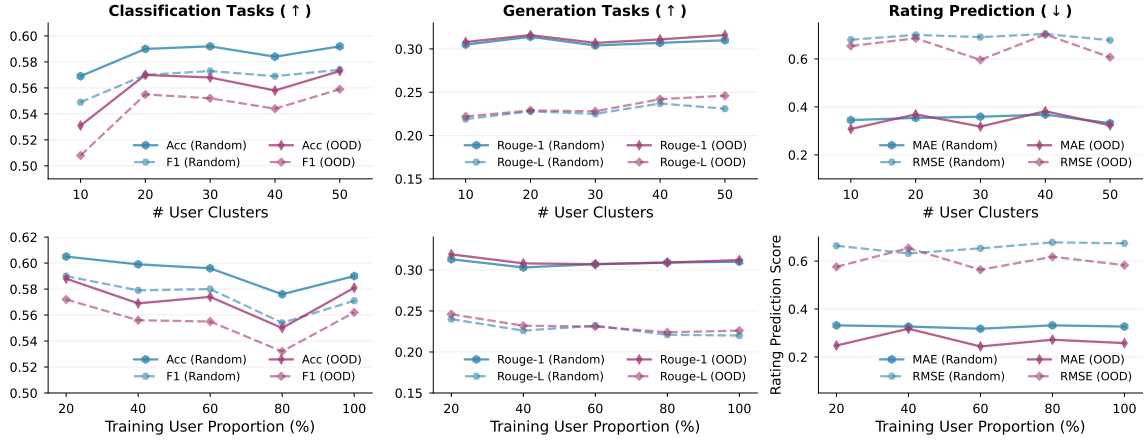 Classification Tasks (↑)
0.60
0.58
0.56
0.54
0.52
0.50
Acc (Random)
F1 (Random)
Acc (OOD)
F1 (OOD)
10 20 30 40 50
# User Clusters
Generation Tasks (↑)
0.30
0.25
0.20
0.15
Rouge-1 (Random)
Rouge-L (Random)
Rouge-1 (OOD)
Rouge-L (OOD)
10 20 30 40 50
# User Clusters
Rating Prediction (↓)
0.6
0.4
0.2
MAE (Random)
RMSE (Random)
MAE (OOD)
RMSE (OOD)
10 20 30 40 50
# User Clusters
0.62
0.60
0.58
0.56
0.54
0.52
0.50
Acc (Random)
F1 (Random)
Acc (OOD)
F1 (OOD)
20 40 60 80 100
Training User Proportion (%)
0.30
0.25
0.20
0.15
Rouge-1 (Random)
Rouge-L (Random)
Rouge-1 (OOD)
Rouge-L (OOD)
20 40 60 80 100
Training User Proportion (%)
Rating Prediction Score
0.6
0.4
0.2
MAE (Random)
RMSE (Random)
MAE (OOD)
RMSE (OOD)
20 40 60 80 100
Training User Proportion (%)